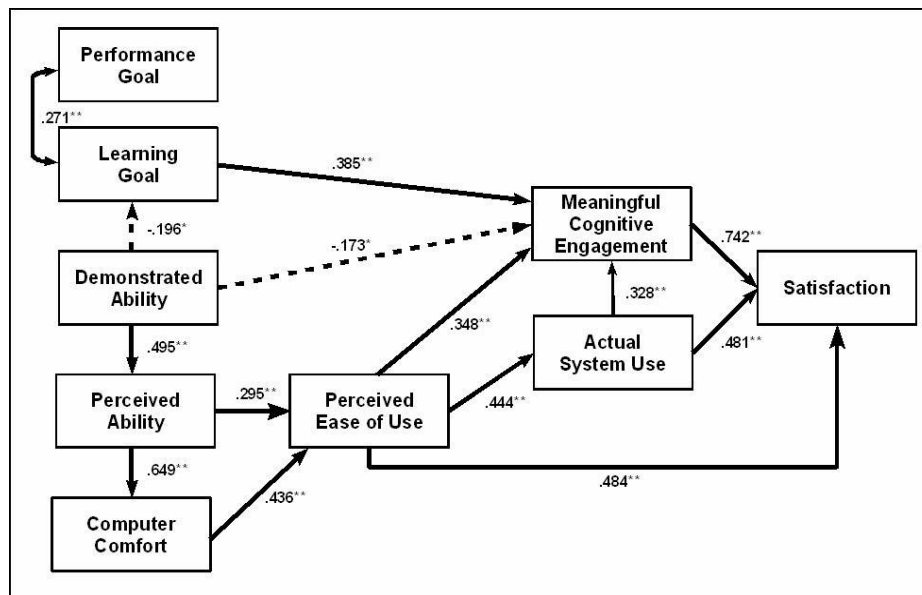 Performance
Goal
.271**
Learning
Goal
.385**
-.196*
-.173*
Meaningful
Cognitive
Engagement
.742**
Demonstrated
Ability
.328**
Satisfaction
.348**
Actual
System Use
.481**
.495**
Perceived
Ability
.295**
Perceived
Ease of Use
.444**
.649**
.436**
.484**
Computer
Comfort